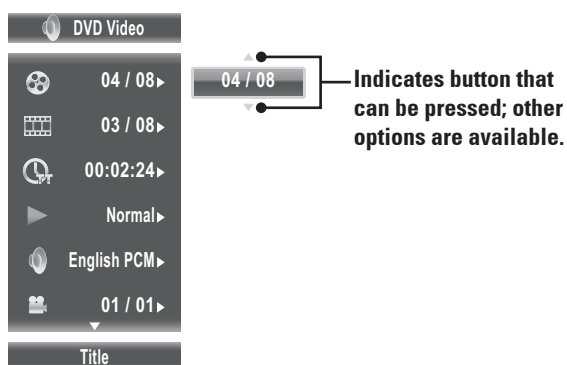 DVD Video
04 / 08
03 / 08
00:02:24
PT
Normal
English PCM
01 / 01
Title
04 / 08
Indicates button that
can be pressed; other
options are available.